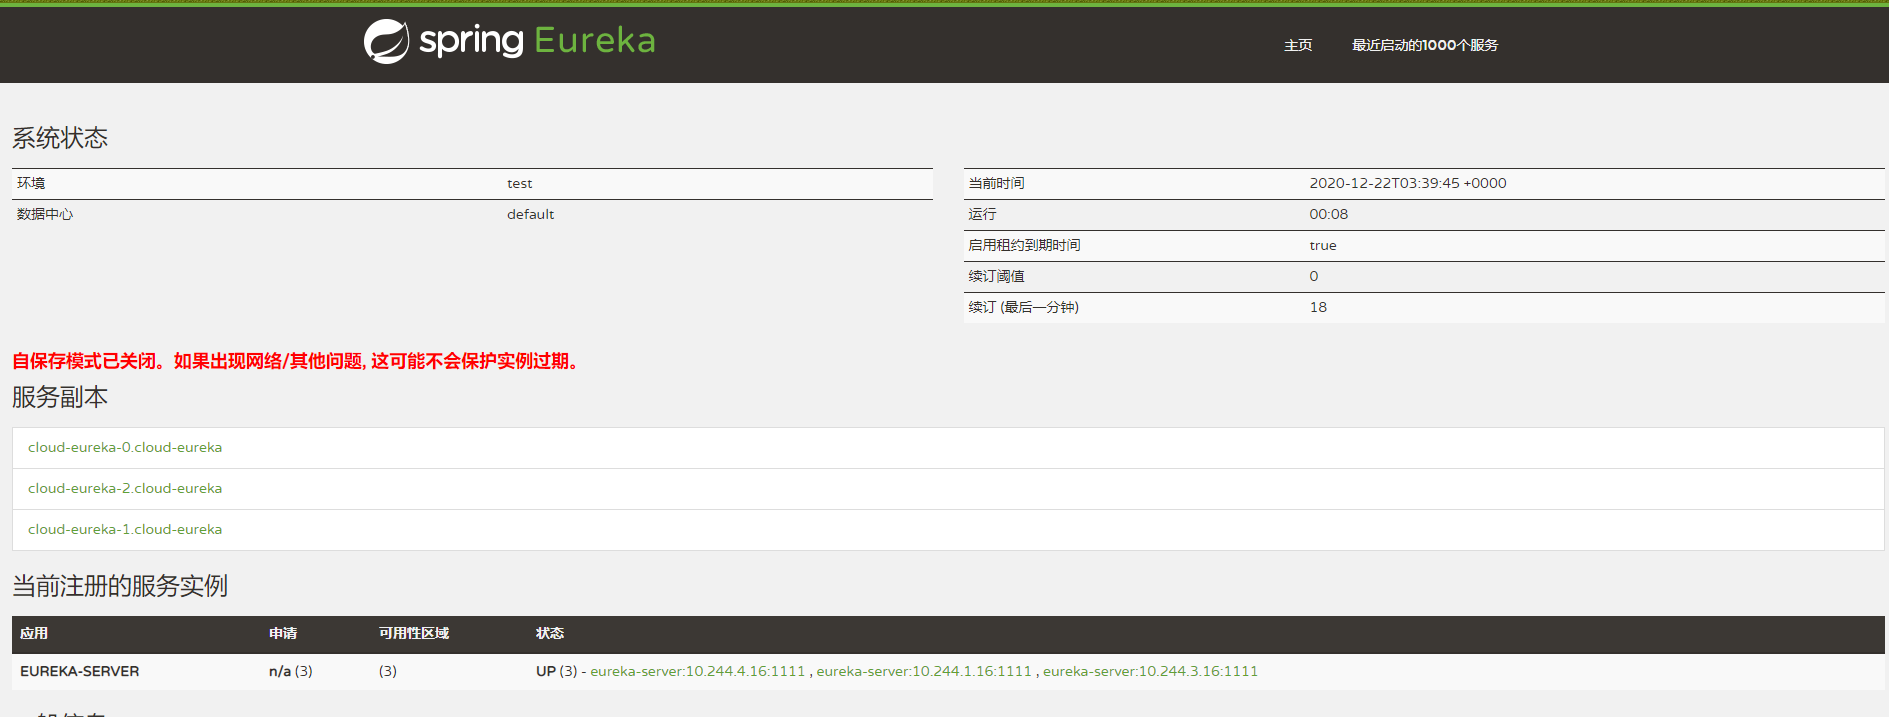 spring Eureka
主页 最近启动的1000个服务
系统状态
环境 test
数据中心 default
当前时间 2020-12-22T03:39:45 +0000
运行 00:08
启用租约到期时间 true
续订阈值 0
续订 (最后一分钟) 18
自保存模式已关闭。如果出现网络/其他问题, 这可能不会保护实例过期。
服务副本
cloud-eureka-0.cloud-eureka
cloud-eureka-2.cloud-eureka
cloud-eureka-1.cloud-eureka
当前注册的服务实例
应用 申请 可用性区域 状态
EUREKA-SERVER n/a (3) (3) UP (3) - eureka-server:10.244.4.16:1111 , eureka-server:10.244.1.16:1111 , eureka-server:10.244.3.16:1111